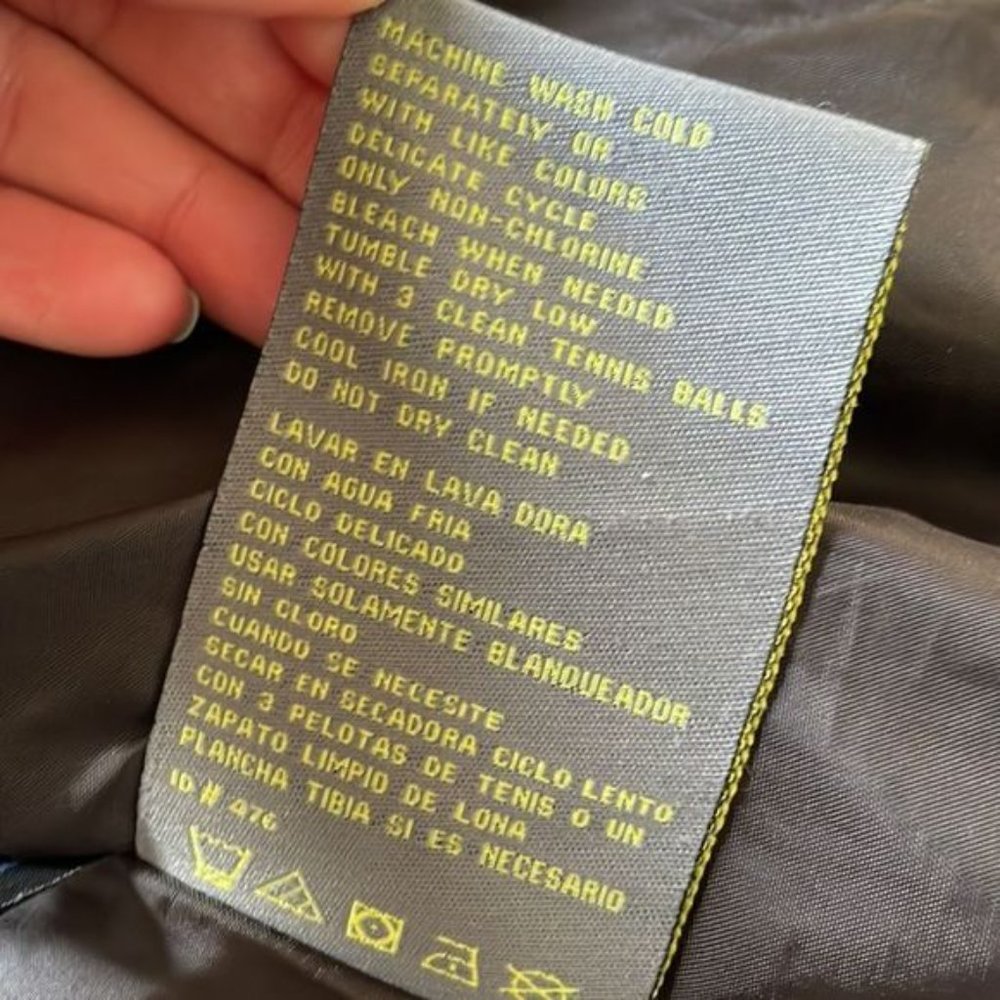 MACHINE WASH COLD
SEPARATELY OR
WITH LIKE COLORS
DELICATE CYCLE
ONLY NON-CHLORINE
BLEACH WHEN NEEDED
TUMBLE DRY LOW
WITH 3 CLEAN TENNIS BALLS
REMOVE PROMPTLY
COOL IRON IF NEEDED
DO NOT DRY CLEAN
LAVAR EN LAVA DORA
CON AGUA FRIA
CICLO DELICADO
CON COLORES SIMILARES
USAR SOLAMENTE BLANQUEADOR
SIN CLORO
CUANDO SE NECESITE
SECAR EN SECADORA CICLO LENTO
CON 3 PELOTAS DE TENIS O UN
ZAPATO LIMPIO DE LONA
PLANCHA TIBIA SI ES NECESARIO
ID # 476